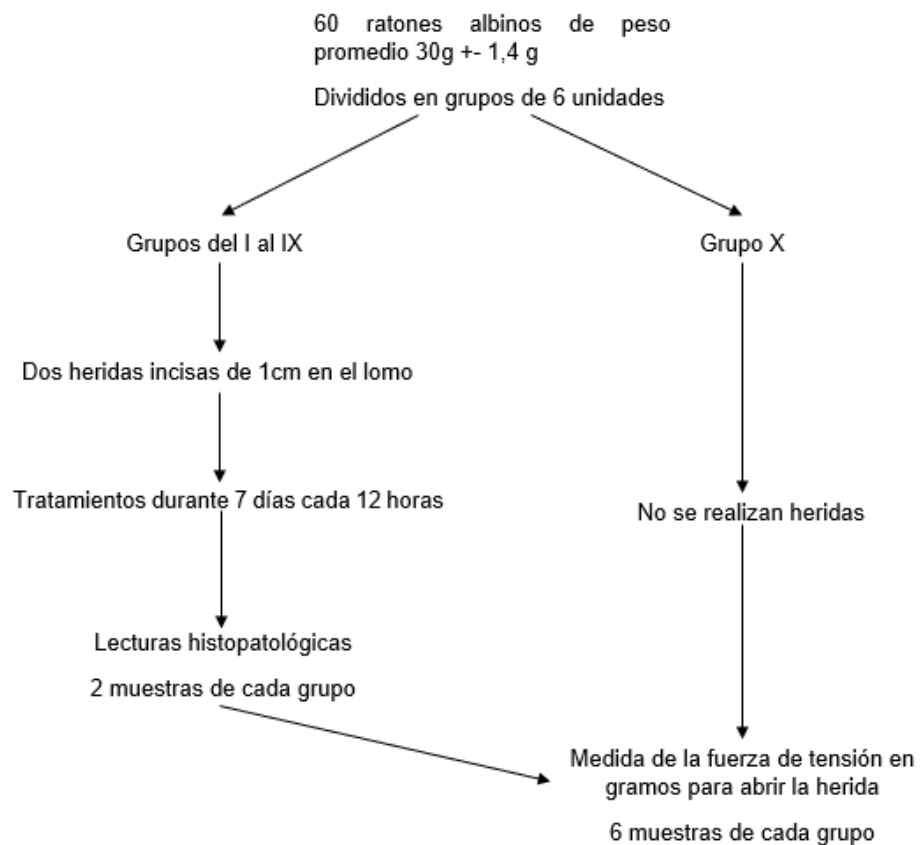 60 ratones albinos de peso
promedio 30g +- 1,4 g
Divididos en grupos de 6 unidades
Grupos del I al IX
Grupo X
Dos heridas incisas de 1cm en el lomo
Tratamientos durante 7 días cada 12 horas
No se realizan heridas
Lecturas histopatológicas
2 muestras de cada grupo
Medida de la fuerza de tensión en
gramos para abrir la herida
6 muestras de cada grupo